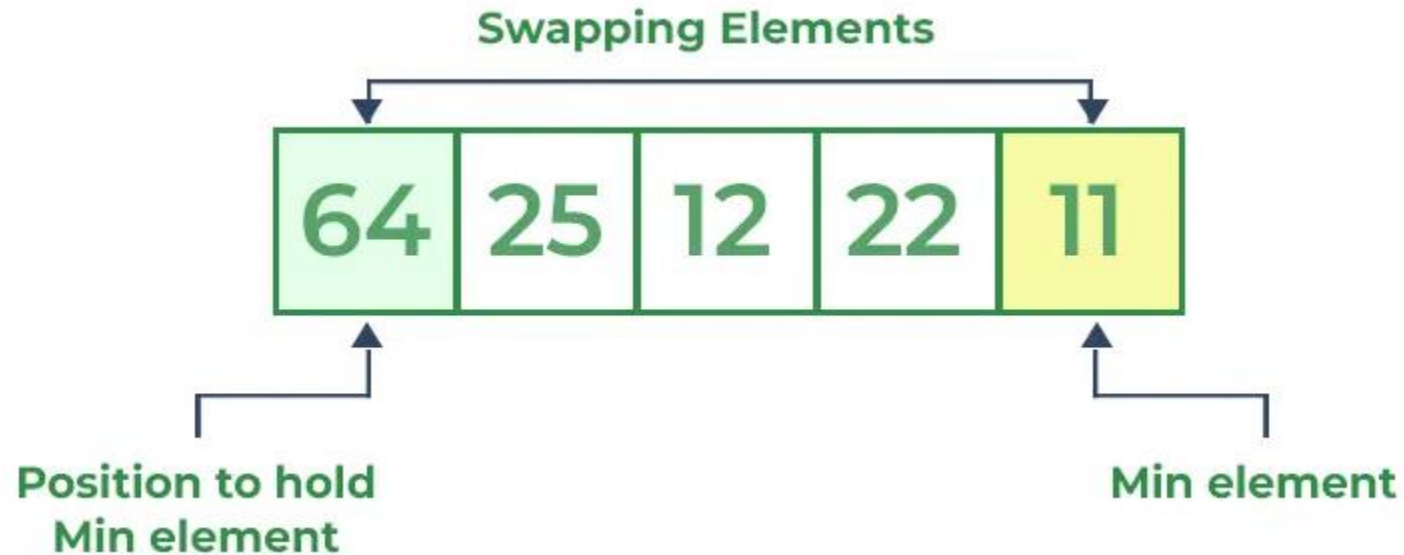 Swapping Elements
64 25 12 22 11
Position to hold
Min element
Min element